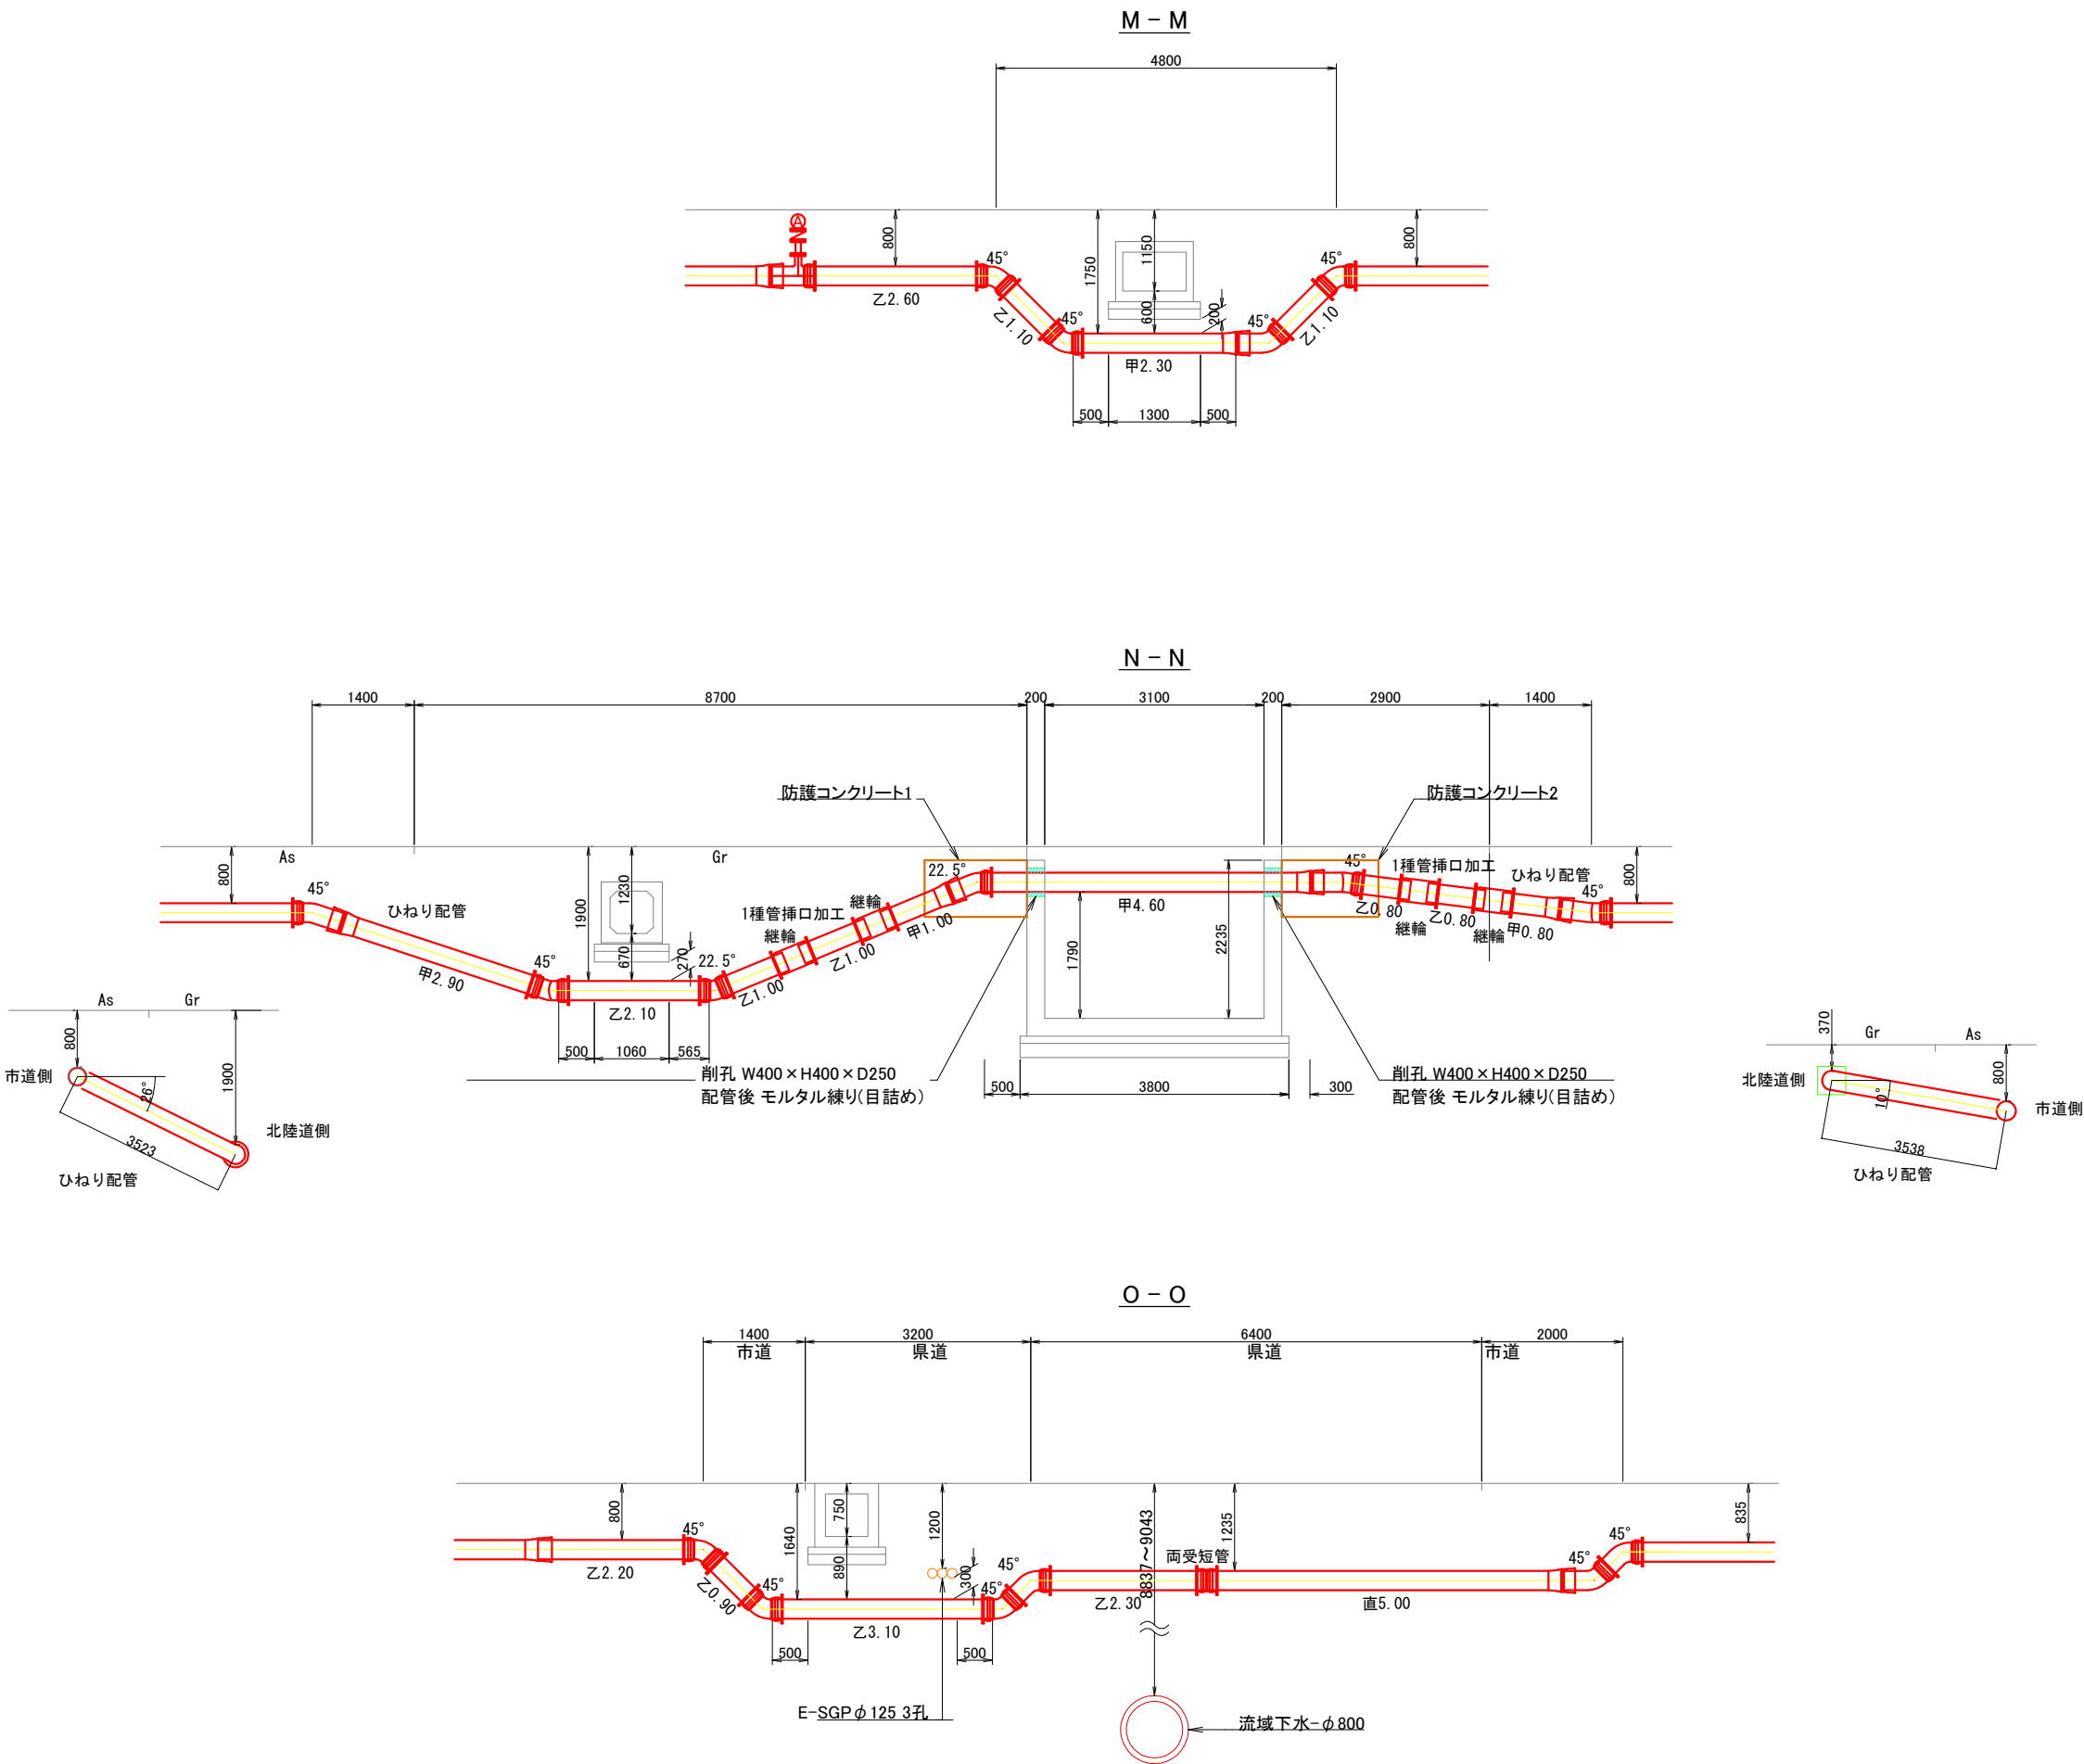 M − M
4800
800
1750
1150
600
200
800
Ⓐ
45°
45°
45°
45°
乙2.60
乙1.10
甲2.30
乙1.10
500
1300
500
N − N
1400
8700
200
3100
200
2900
1400
防護コンクリート1
防護コンクリート2
As
Gr
800
45°
ひねり配管
甲2.90
45°
1900
1230
670
270
乙2.10
22.5°
乙1.00
1種管挿口加工
継輪
継輪
乙1.00
甲1.00
22.5°
甲4.60
1790
2235
45°
1種管挿口加工
ひねり配管
45°
800
乙0.80
継輪
乙0.80
継輪
甲0.80
500
1060
565
削孔 W400×H400×D250
配管後 モルタル練り(目詰め)
500
3800
300
削孔 W400×H400×D250
配管後 モルタル練り(目詰め)
As
Gr
800
1900
市道側
26°
3523
北陸道側
ひねり配管
370
Gr
As
800
北陸道側
10°
市道側
3538
ひねり配管
O − O
1400
3200
6400
2000
市道
県道
県道
市道
800
1640
750
890
1200
300
8837~9043
1235
835
45°
45°
45°
45°
45°
45°
両受短管
乙2.20
乙0.90
乙3.10
乙2.30
直5.00
500
500
E-SGPφ125 3孔
流域下水-φ800